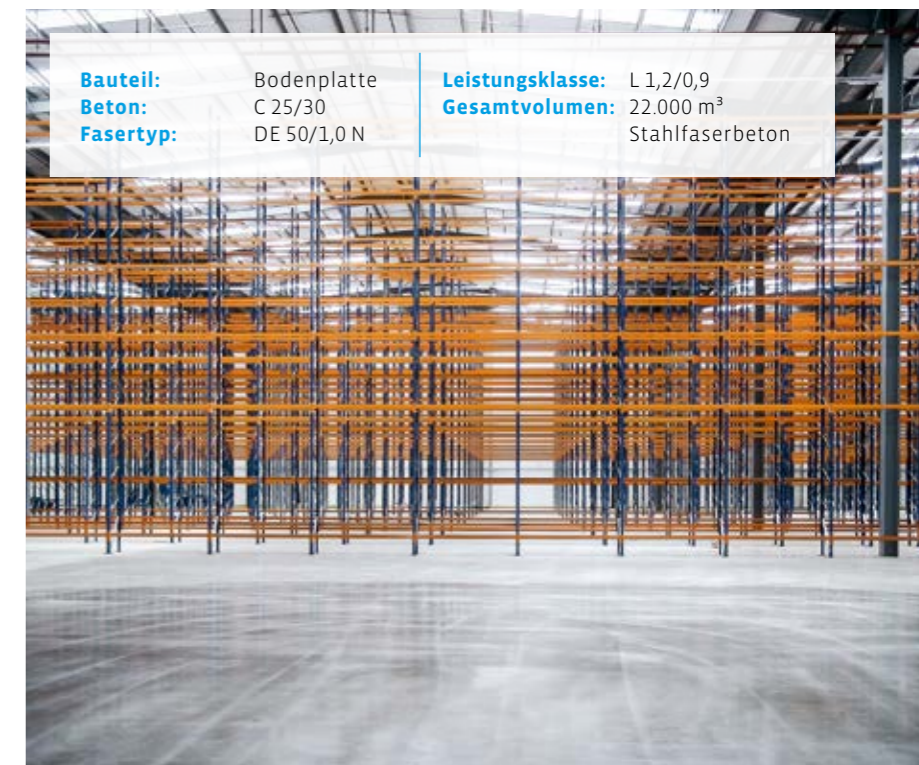 Bauteil: Bodenplatte
Beton: C 25/30
Fasertyp: DE 50/1,0 N
Leistungsklasse: L 1,2/0,9
Gesamtvolumen: 22.000 m³
Stahlfaserbeton